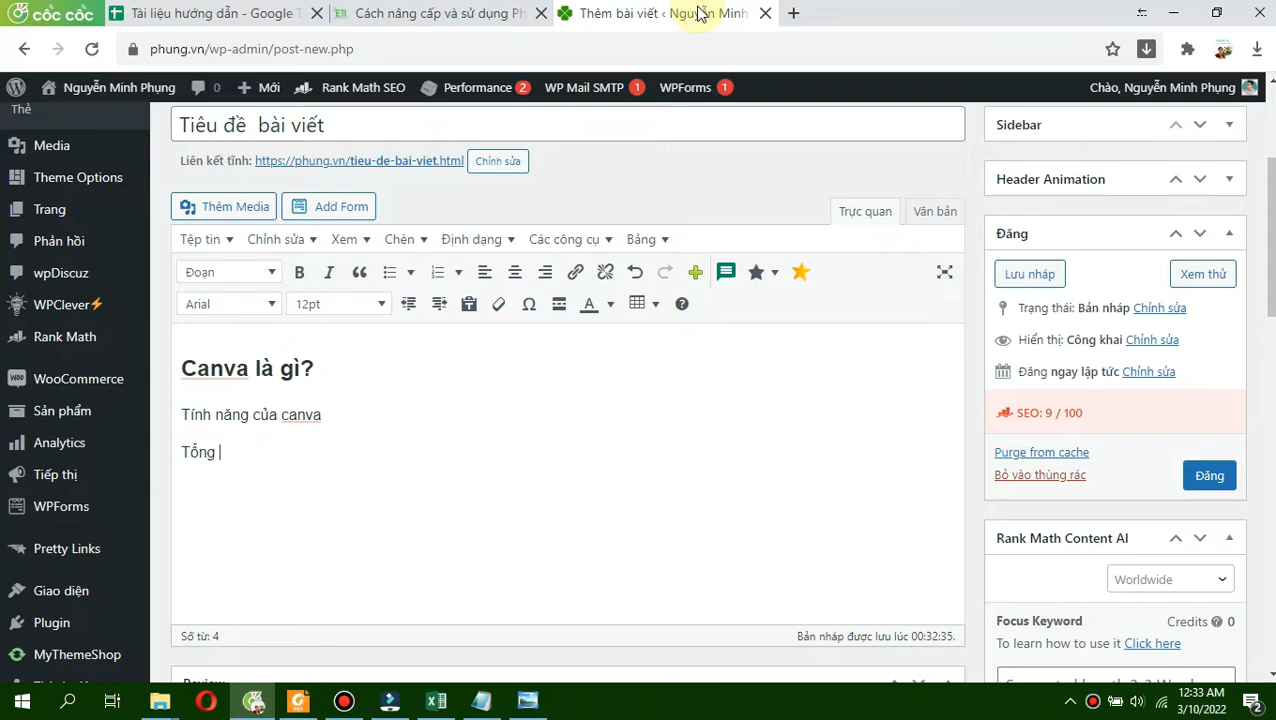 cốc cốc
Tài liệu hướng dẫn - Google T
Cách nâng cấp và sử dụng Ph
Thêm bài viết ‹ Nguyễn Minh
phung.vn/wp-admin/post-new.php
Nguyễn Minh Phụng 0 Mới Rank Math SEO Performance 2 WP Mail SMTP 1 WPForms 1 Chào, Nguyễn Minh Phụng
Thẻ
Media
Theme Options
Trang
Phản hồi
wpDiscuz
WPClever⚡
Rank Math
WooCommerce
Sản phẩm
Analytics
Tiếp thị
WPForms
Pretty Links
Giao diện
Plugin
MyThemeShop
Tiêu đề bài viết
Liên kết tĩnh: https://phung.vn/tieu-de-bai-viet.html Chỉnh sửa
Thêm Media Add Form
Trực quan Văn bản
Tệp tin Chỉnh sửa Xem Chèn Định dạng Các công cụ Bảng
Đoạn
Arial 12pt
Canva là gì?
Tính năng của canva
Tổng
Số từ: 4 Bản nháp được lưu lúc 00:32:35.
Review
Sidebar
Header Animation
Đăng
Lưu nháp Xem thử
Trạng thái: Bản nháp Chỉnh sửa
Hiển thị: Công khai Chỉnh sửa
Đăng ngay lập tức Chỉnh sửa
SEO: 9 / 100
Purge from cache
Bỏ vào thùng rác
Đăng
Rank Math Content AI
Worldwide
Focus Keyword Credits 0
To learn how to use it Click here
12:33 AM
3/10/2022
2